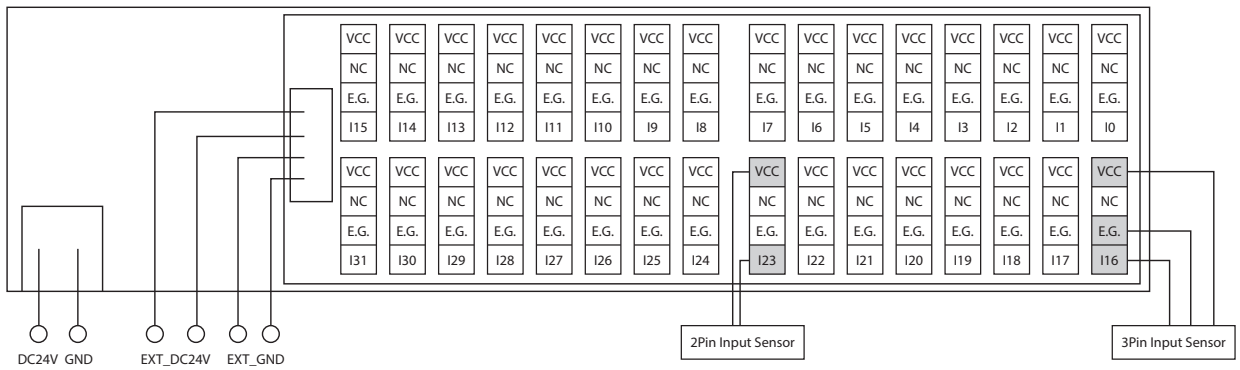 VCC VCC VCC VCC VCC VCC VCC VCC VCC VCC VCC VCC VCC VCC VCC VCC
NC NC NC NC NC NC NC NC NC NC NC NC NC NC NC NC
E.G. E.G. E.G. E.G. E.G. E.G. E.G. E.G. E.G. E.G. E.G. E.G. E.G. E.G. E.G. E.G.
I15 I14 I13 I12 I11 I10 I9 I8 I7 I6 I5 I4 I3 I2 I1 I0
VCC VCC VCC VCC VCC VCC VCC VCC VCC VCC VCC VCC VCC VCC VCC VCC
NC NC NC NC NC NC NC NC NC NC NC NC NC NC NC NC
E.G. E.G. E.G. E.G. E.G. E.G. E.G. E.G. E.G. E.G. E.G. E.G. E.G. E.G. E.G. E.G.
I31 I30 I29 I28 I27 I26 I25 I24 I23 I22 I21 I20 I19 I18 I17 I16
2Pin Input Sensor 3Pin Input Sensor
DC24V GND EXT_DC24V EXT_GND